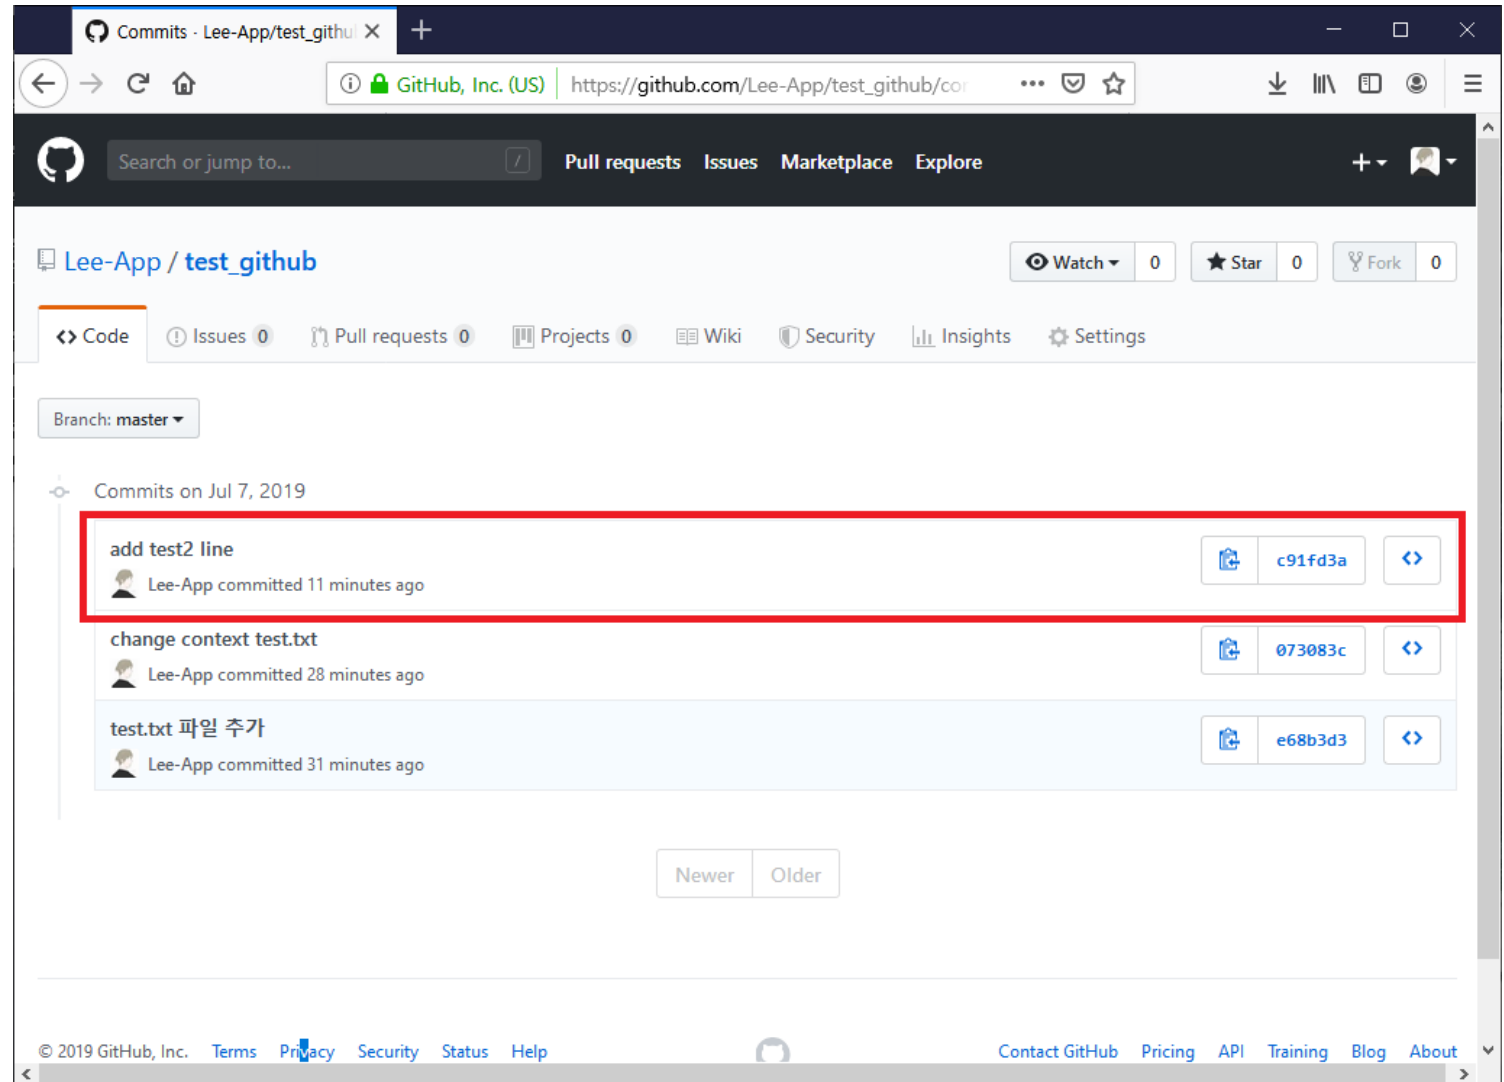 Commits · Lee-App/test_githu
GitHub, Inc. (US) https://github.com/Lee-App/test_github/co
Search or jump to... / Pull requests Issues Marketplace Explore
Lee-App / test_github Watch 0 Star 0 Fork 0
Code Issues 0 Pull requests 0 Projects 0 Wiki Security Insights Settings
Branch: master
Commits on Jul 7, 2019
add test2 line
Lee-App committed 11 minutes ago c91fd3a
change context test.txt
Lee-App committed 28 minutes ago 073083c
test.txt 파일 추가
Lee-App committed 31 minutes ago e68b3d3
Newer Older
© 2019 GitHub, Inc. Terms Privacy Security Status Help Contact GitHub Pricing API Training Blog About